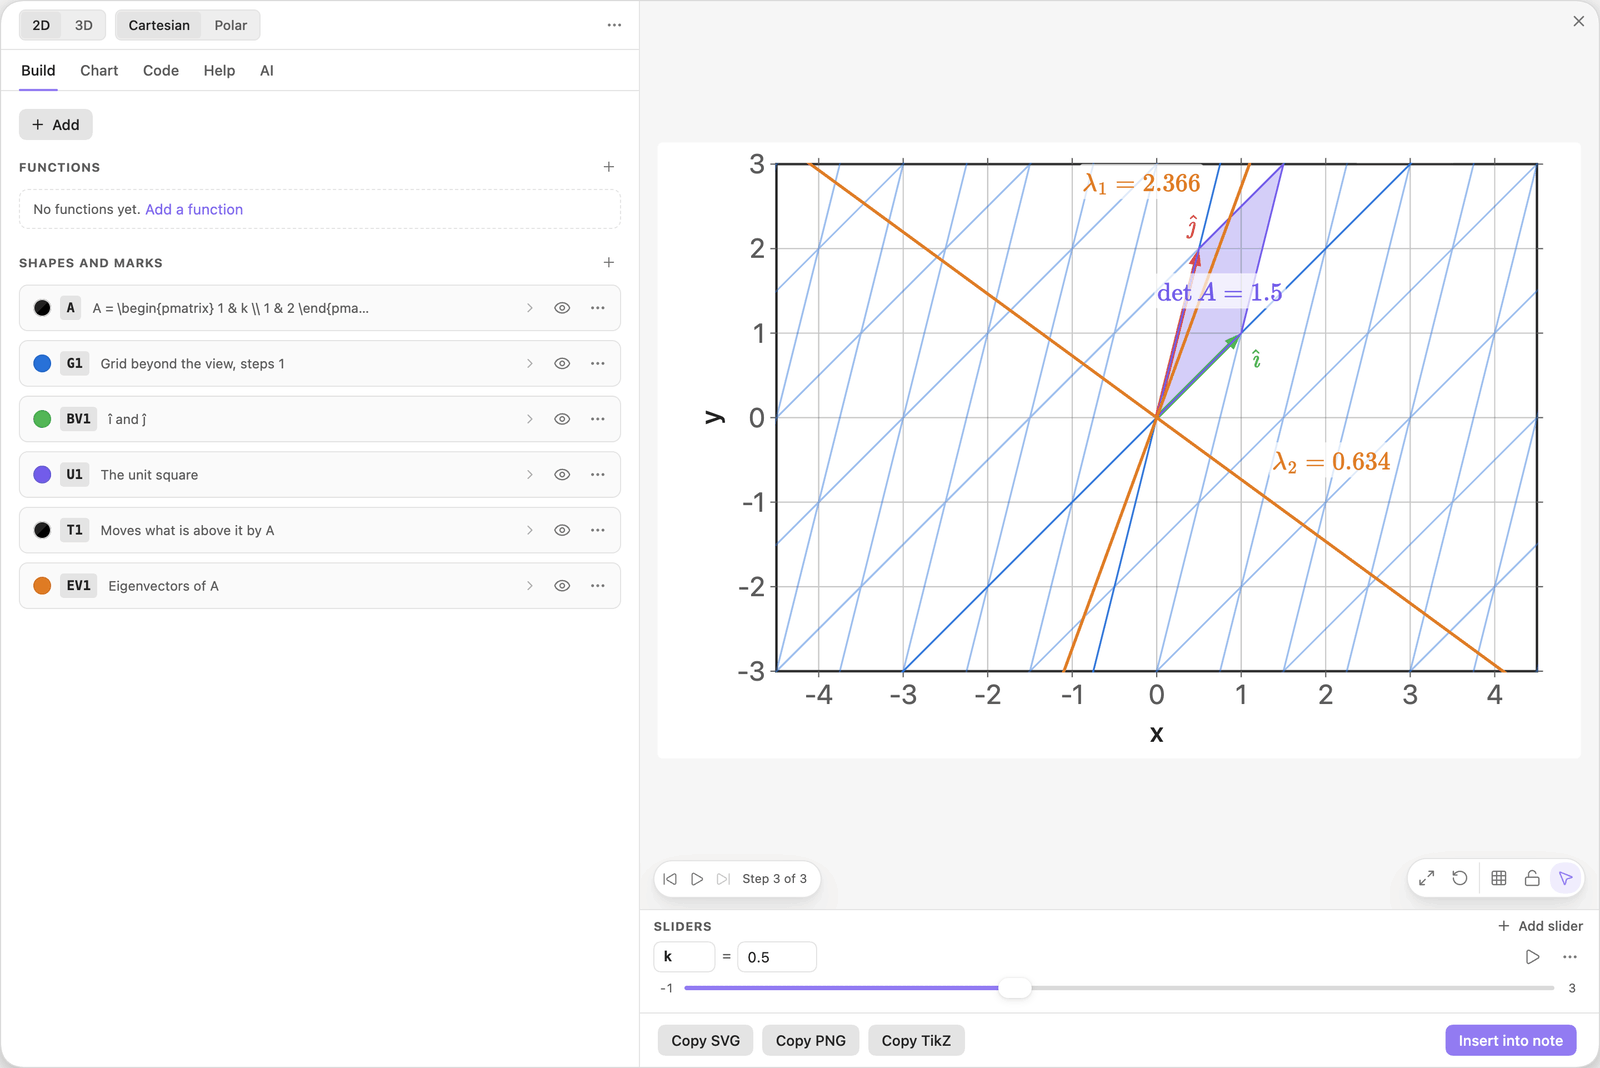 2D 3D Cartesian Polar
Build Chart Code Help AI
+ Add
FUNCTIONS
No functions yet. Add a function
SHAPES AND MARKS
A A = \begin{pmatrix} 1 & k \\ 1 & 2 \end{pma...
G1 Grid beyond the view, steps 1
BV1 î and ĵ
U1 The unit square
T1 Moves what is above it by A
EV1 Eigenvectors of A
3
λ₁ = 2.366
ĵ
2
det A = 1.5
1
î
y
0
λ₂ = 0.634
-1
-2
-3
-4 -3 -2 -1 0 1 2 3 4
x
Step 3 of 3
SLIDERS
+ Add slider
k = 0.5
-1 3
Copy SVG Copy PNG Copy TikZ Insert into note